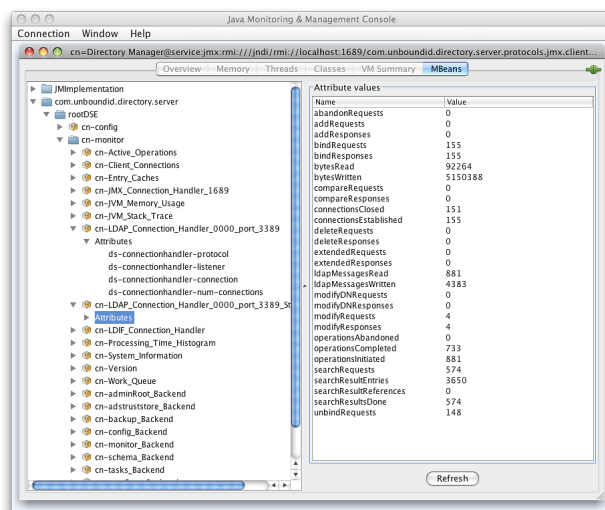 Java Monitoring & Management Console
Connection Window Help
cn=Directory Manager@service:jmx:rmi:///jndi/rmi://localhost:1689/com.unboundid.directory.server.protocols.jmx.client...
Overview Memory Threads Classes VM Summary MBeans
JMImplementation
com.unboundid.directory.server
rootDSE
cn-config
cn-monitor
cn-Active_Operations
cn-Client_Connections
cn-Entry_Caches
cn-JMX_Connection_Handler_1689
cn-JVM_Memory_Usage
cn-JVM_Stack_Trace
cn-LDAP_Connection_Handler_0000_port_3389
Attributes
ds-connectionhandler-protocol
ds-connectionhandler-listener
ds-connectionhandler-connection
ds-connectionhandler-num-connections
cn-LDAP_Connection_Handler_0000_port_3389_St
Attributes
cn-LDIF_Connection_Handler
cn-Processing_Time_Histogram
cn-System_Information
cn-Version
cn-Work_Queue
cn-adminRoot_Backend
cn-adstruststore_Backend
cn-backup_Backend
cn-config_Backend
cn-monitor_Backend
cn-schema_Backend
cn-tasks_Backend
Attribute values
Name Value
abandonRequests 0
addRequests 0
addResponses 0
bindRequests 155
bindResponses 155
bytesRead 92264
bytesWritten 5150388
compareRequests 0
compareResponses 0
connectionsClosed 151
connectionsEstablished 155
deleteRequests 0
deleteResponses 0
extendedRequests 0
extendedResponses 0
ldapMessagesRead 881
ldapMessagesWritten 4383
modifyDNRequests 0
modifyDNResponses 0
modifyRequests 4
modifyResponses 4
operationsAbandoned 0
operationsCompleted 733
operationsInitiated 881
searchRequests 574
searchResultEntries 3650
searchResultReferences 0
searchResultsDone 574
unbindRequests 148
Refresh